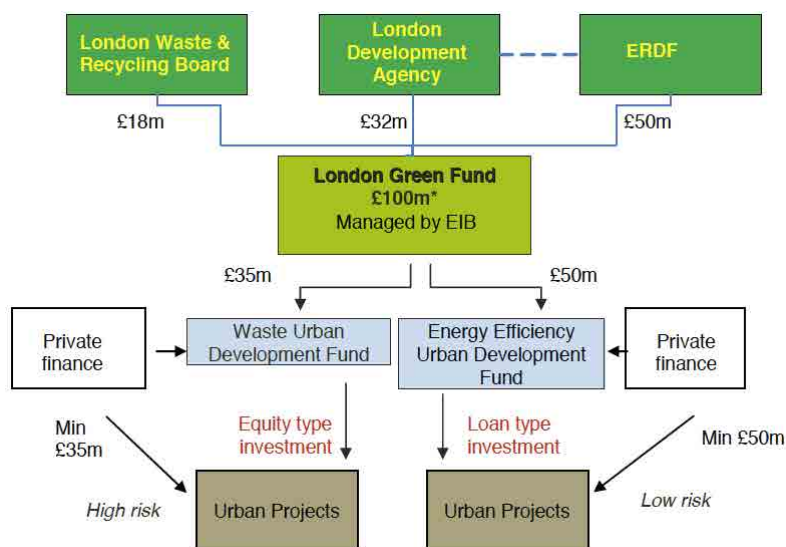 London Waste &
Recycling Board
London
Development
Agency
ERDF
£18m
£32m
£50m
London Green Fund
£100m*
Managed by EIB
£35m
£50m
Private
finance
Waste Urban
Development Fund
Energy Efficiency
Urban Development
Fund
Private
finance
Min
£35m
Equity type
investment
Loan type
investment
Min £50m
High risk
Urban Projects
Urban Projects
Low risk